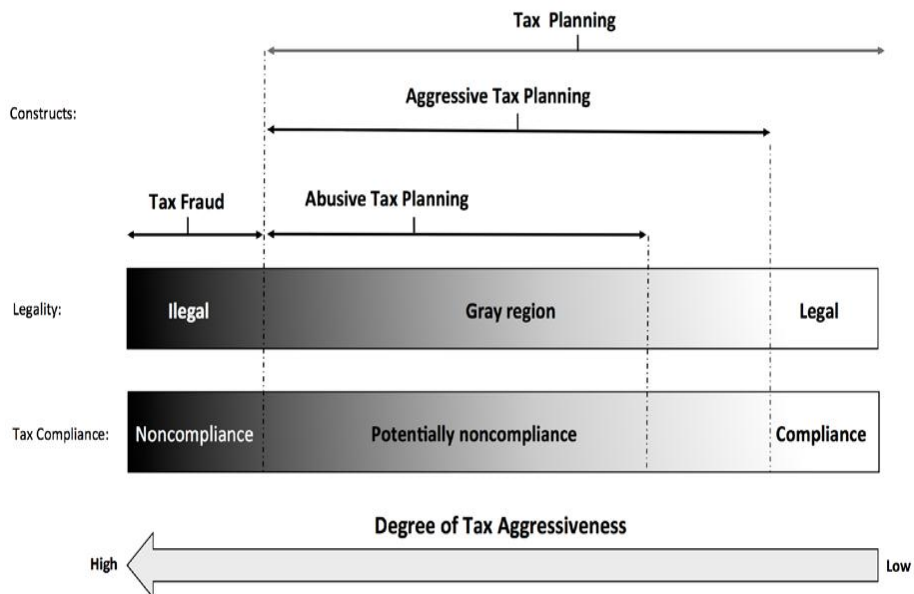 Tax Planning
Constructs:
Aggressive Tax Planning
Tax Fraud
Abusive Tax Planning
Legality:
Ilegal
Gray region
Legal
Tax Compliance:
Noncompliance
Potentially noncompliance
Compliance
Degree of Tax Aggressiveness
High
Low